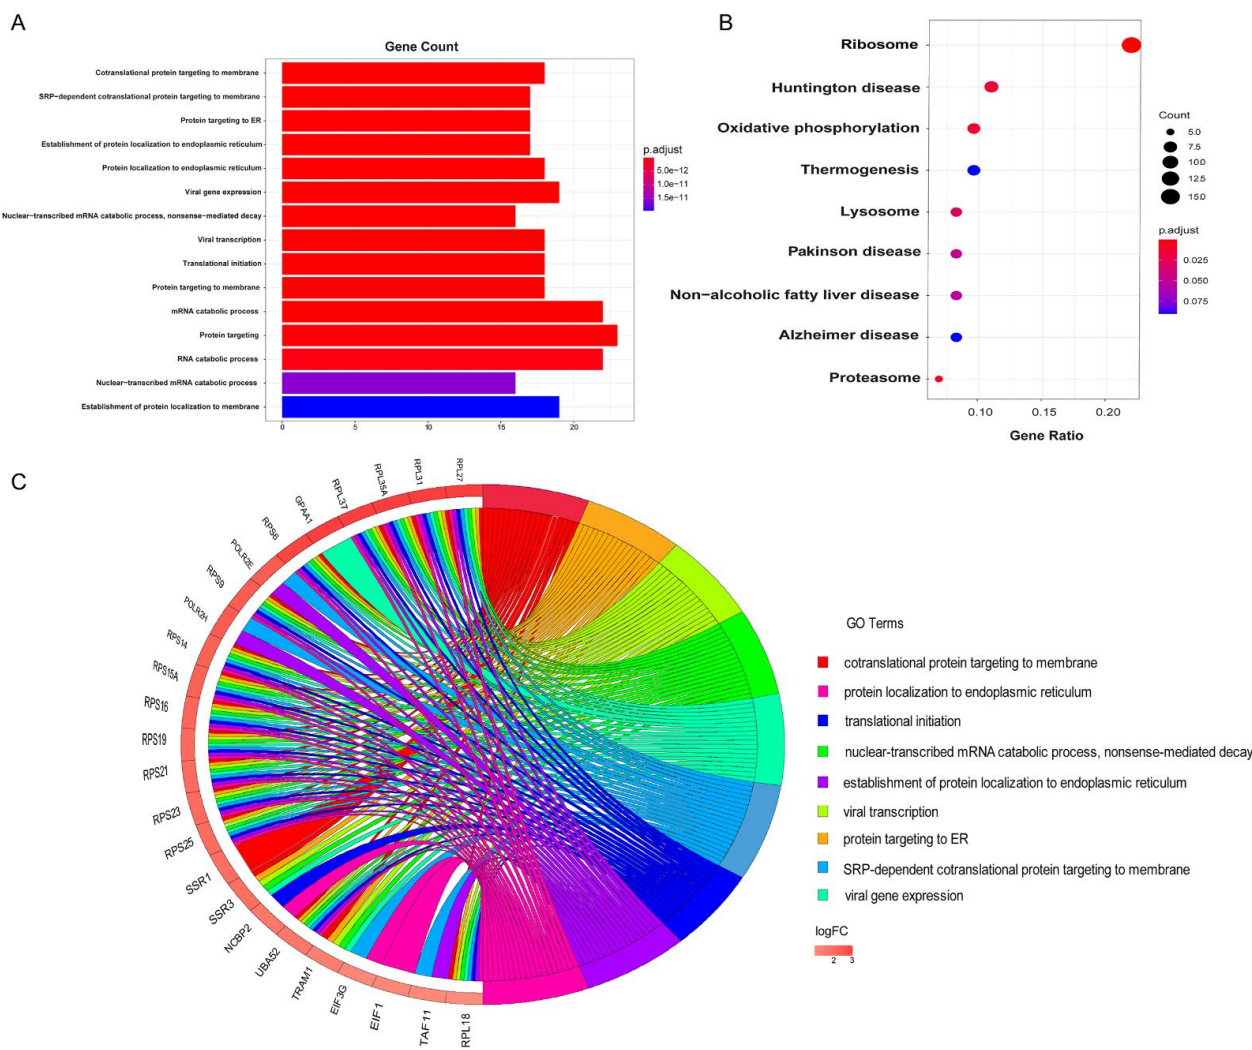 A
Gene Count
Cotranslational protein targeting to membrane
SRP-dependent cotranslational protein targeting to membrane
Protein targeting to ER
Establishment of protein localization to endoplasmic reticulum
Protein localization to endoplasmic reticulum
Viral gene expression
Nuclear-transcribed mRNA catabolic process, nonsense-mediated decay
Viral transcription
Translational initiation
Protein targeting to membrane
mRNA catabolic process
Protein targeting
RNA catabolic process
Nuclear-transcribed mRNA catabolic process
Establishment of protein localization to membrane
0 5 10 15 20
p.adjust
5.0e-12
1.0e-11
1.5e-11
B
Ribosome
Huntington disease
Oxidative phosphorylation
Thermogenesis
Lysosome
Pakinson disease
Non-alcoholic fatty liver disease
Alzheimer disease
Proteasome
0.10 0.15 0.20
Gene Ratio
Count
5.0
7.5
10.0
12.5
15.0
p.adjust
0.025
0.050
0.075
C
RPL27
RPL31
RPL35A
RPL37
GPAA1
RPS6
POLR2E
RPS9
POLR2H
RPS14
RPS15A
RPS16
RPS19
RPS21
RPS23
RPS25
SSR1
SSR3
NCBP2
UBA52
TRAM1
EIF3G
EIF1
TAF11
RPL18
GO Terms
cotranslational protein targeting to membrane
protein localization to endoplasmic reticulum
translational initiation
nuclear-transcribed mRNA catabolic process, nonsense-mediated decay
establishment of protein localization to endoplasmic reticulum
viral transcription
protein targeting to ER
SRP-dependent cotranslational protein targeting to membrane
viral gene expression
logFC
2 3